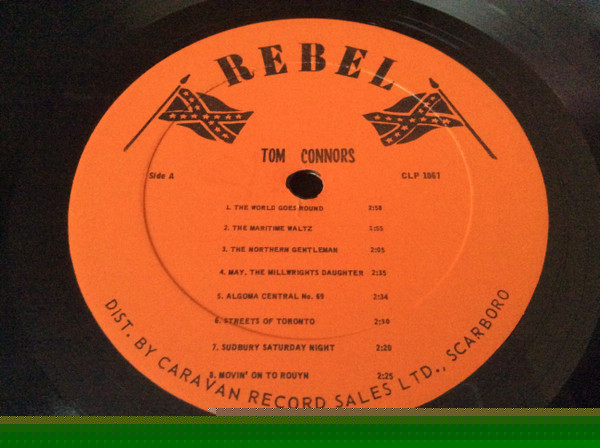 REBEL
TOM CONNORS
Side A
CLP 1067
1. THE WORLD GOES ROUND 2:58
2. THE MARITIME WALTZ 1:55
3. THE NORTHERN GENTLEMAN 2:05
4. MAY, THE MILLWRIGHTS DAUGHTER 2:35
5. ALGOMA CENTRAL No. 69 2:34
6. STREETS OF TORONTO 2:10
7. SUDBURY SATURDAY NIGHT 2:20
8. MOVIN' ON TO ROUYN 2:25
DIST. BY CARAVAN RECORD SALES LTD., SCARBORO